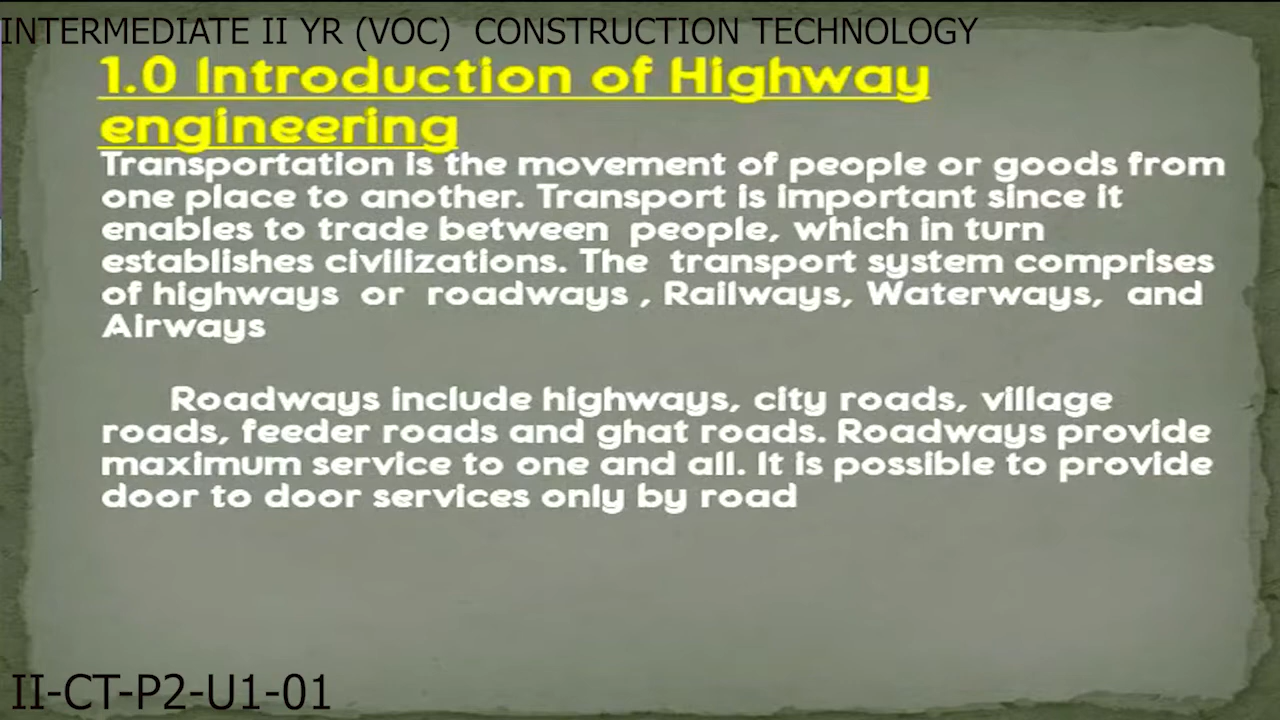 INTERMEDIATE II YR (VOC)  CONSTRUCTION TECHNOLOGY
1.0 Introduction of Highway
engineering
Transportation is the movement of people or goods from
one place to another. Transport is important since it
enables to trade between  people, which in turn
establishes civilizations. The  transport system comprises
of highways  or  roadways , Railways, Waterways,  and
Airways
Roadways include highways, city roads, village
roads, feeder roads and ghat roads. Roadways provide
maximum service to one and all. It is possible to provide
door to door services only by road
II-CT-P2-U1-01